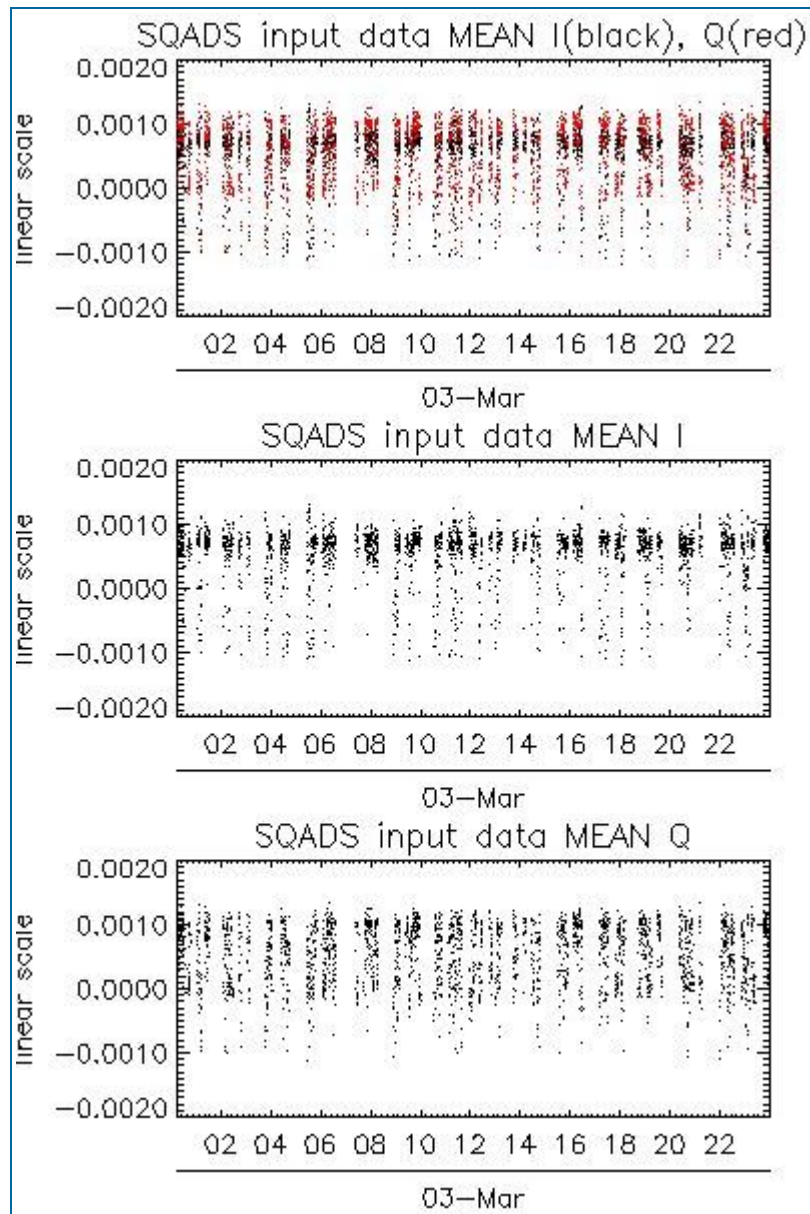 SQADS input data MEAN I(black), Q(red)
0.0020
0.0010
0.0000
−0.0010
−0.0020
linear scale
02 04 06 08 10 12 14 16 18 20 22
03−Mar
SQADS input data MEAN I
0.0020
0.0010
0.0000
−0.0010
−0.0020
linear scale
02 04 06 08 10 12 14 16 18 20 22
03−Mar
SQADS input data MEAN Q
0.0020
0.0010
0.0000
−0.0010
−0.0020
linear scale
02 04 06 08 10 12 14 16 18 20 22
03−Mar